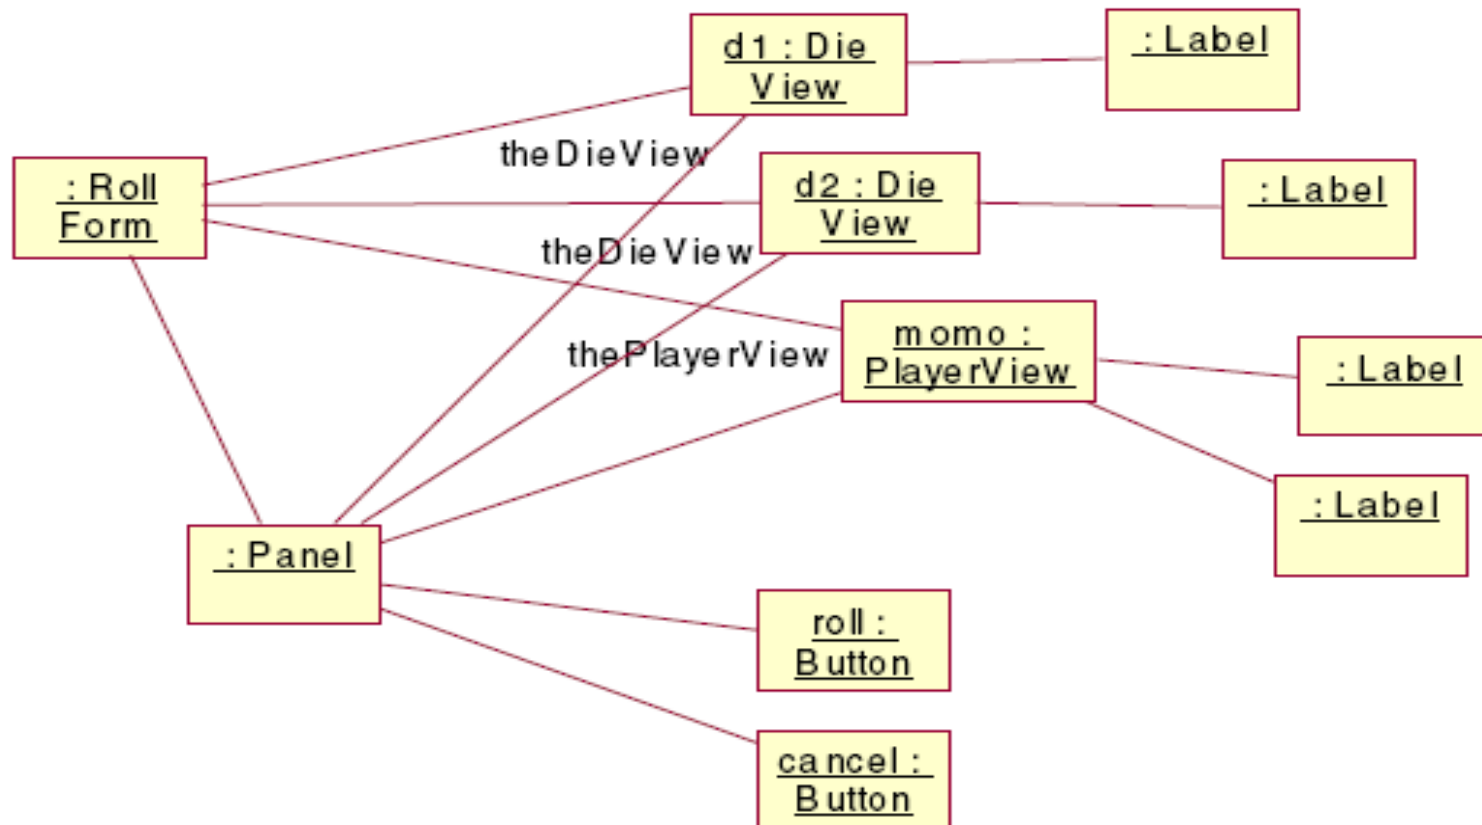 d1 : Die
View
: Label
theDieView
: Roll
Form
d2 : Die
View
: Label
theDieView
momo :
PlayerView
thePlayerView
: Label
: Label
: Panel
roll :
Button
cancel :
Button